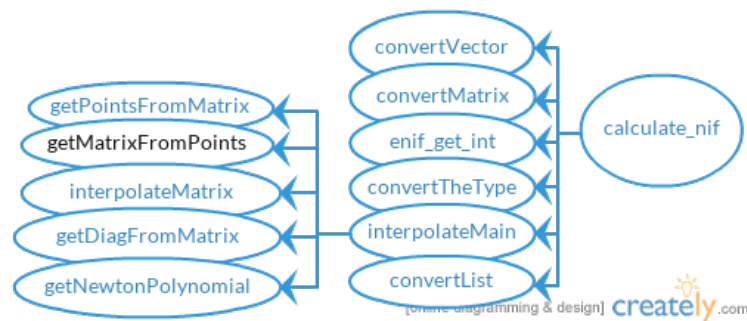 convertVector
convertMatrix
enif_get_int
convertTheType
interpolateMain
convertList
calculate_nif
getPointsFromMatrix
getMatrixFromPoints
interpolateMatrix
getDiagFromMatrix
getNewtonPolynomial
[online diagramming & design] creately.com